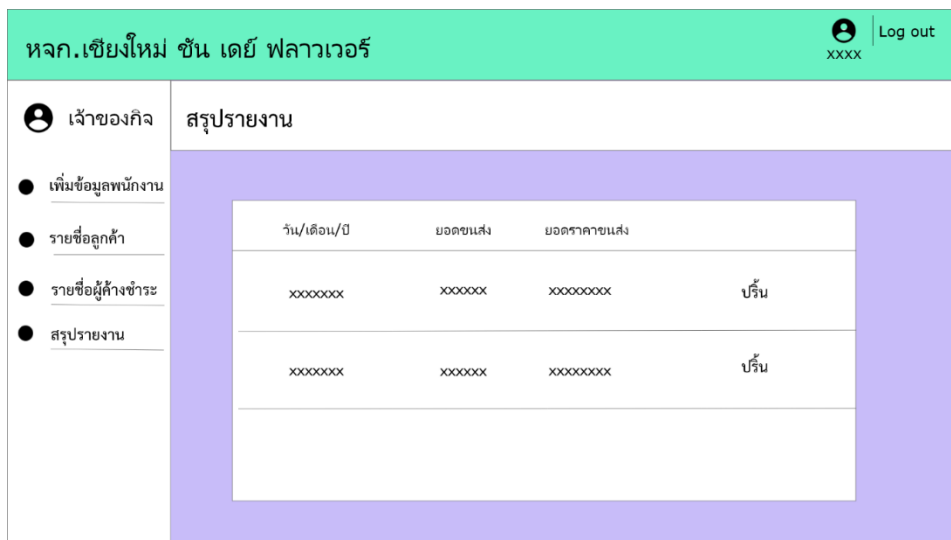 หจก.เชียงใหม่ ซัน เดย์ ฟลาวเวอร์
Log out
xxxx
เจ้าของกิจ
สรุปรายงาน
เพิ่มข้อมูลพนักงาน
รายชื่อลูกค้า
รายชื่อผู้ค้างชำระ
สรุปรายงาน
วัน/เดือน/ปี ยอดขนส่ง ยอดราคาขนส่ง
xxxxxxx xxxxxx xxxxxxxx ปริ้น
xxxxxxx xxxxxx xxxxxxxx ปริ้น